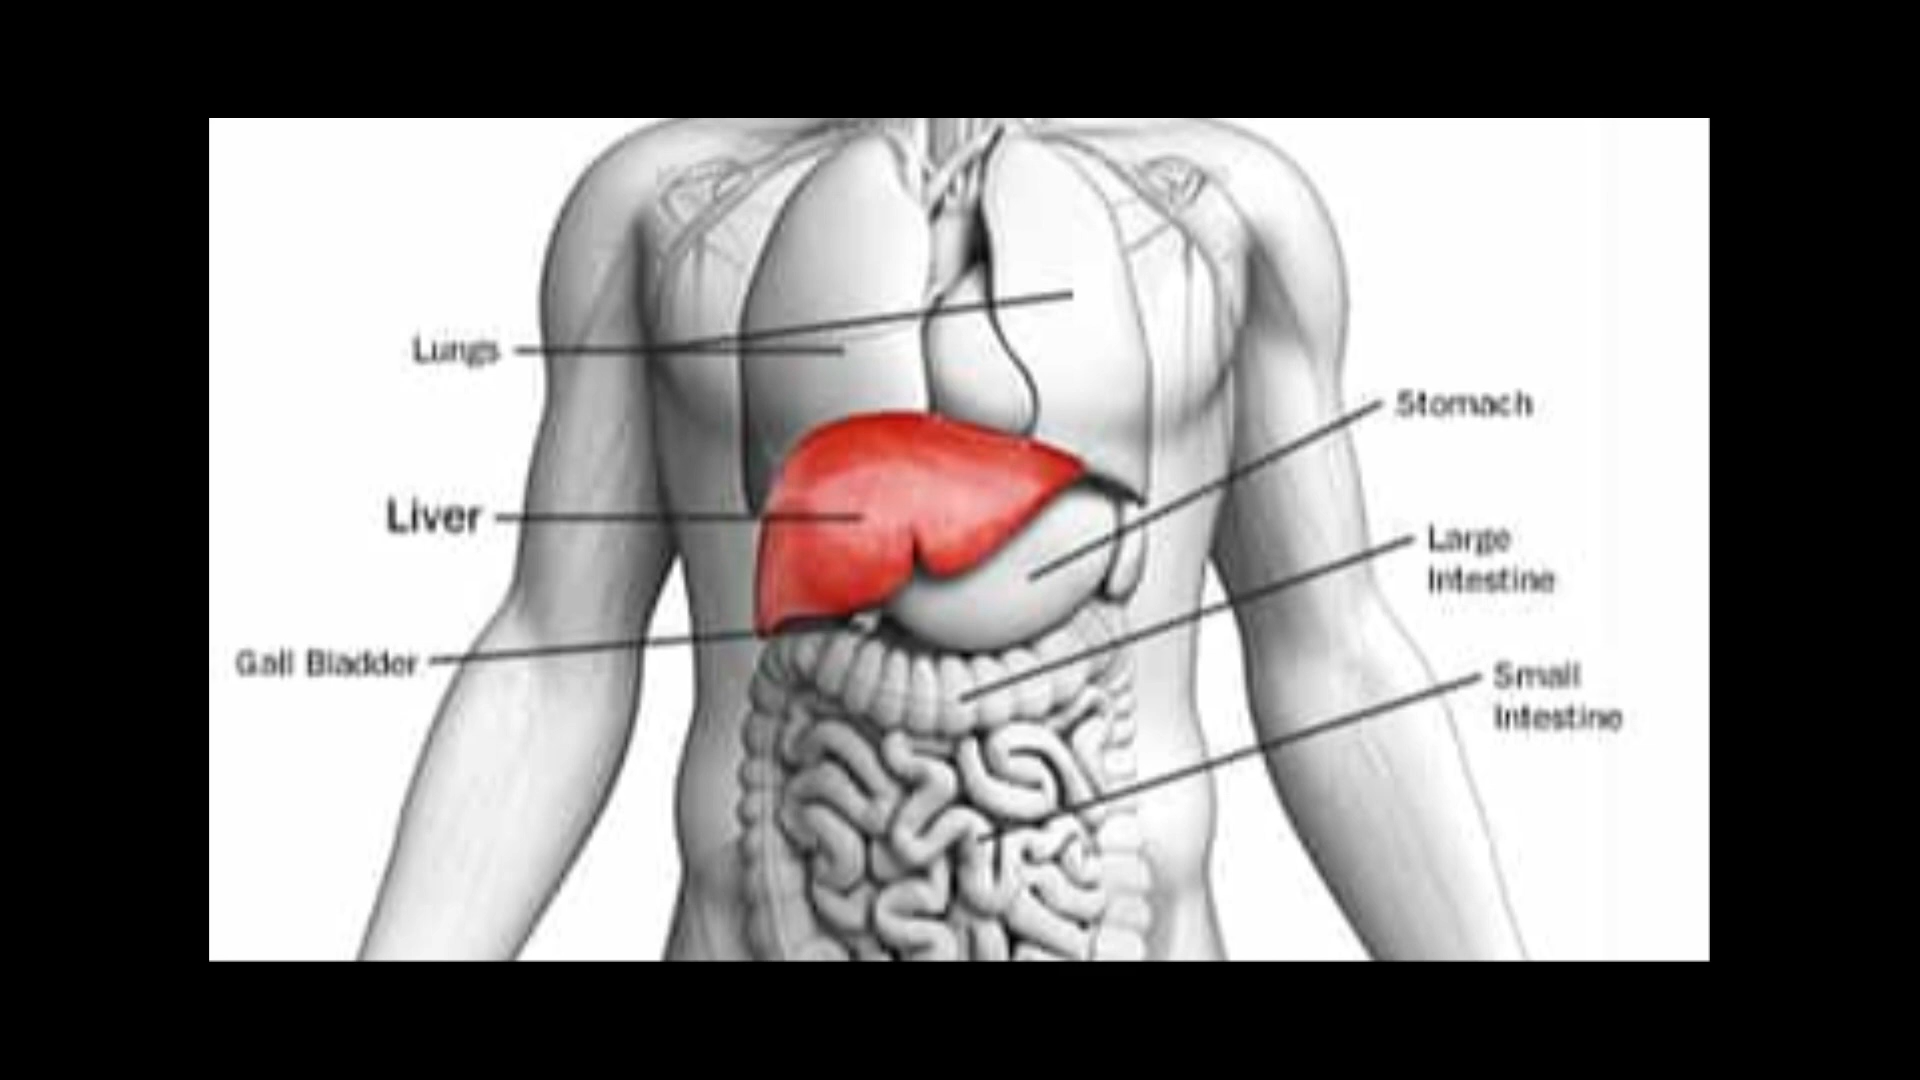 Lungs
Stomach
Liver
Large
Intestine
Gall Bladder
Small
Intestine